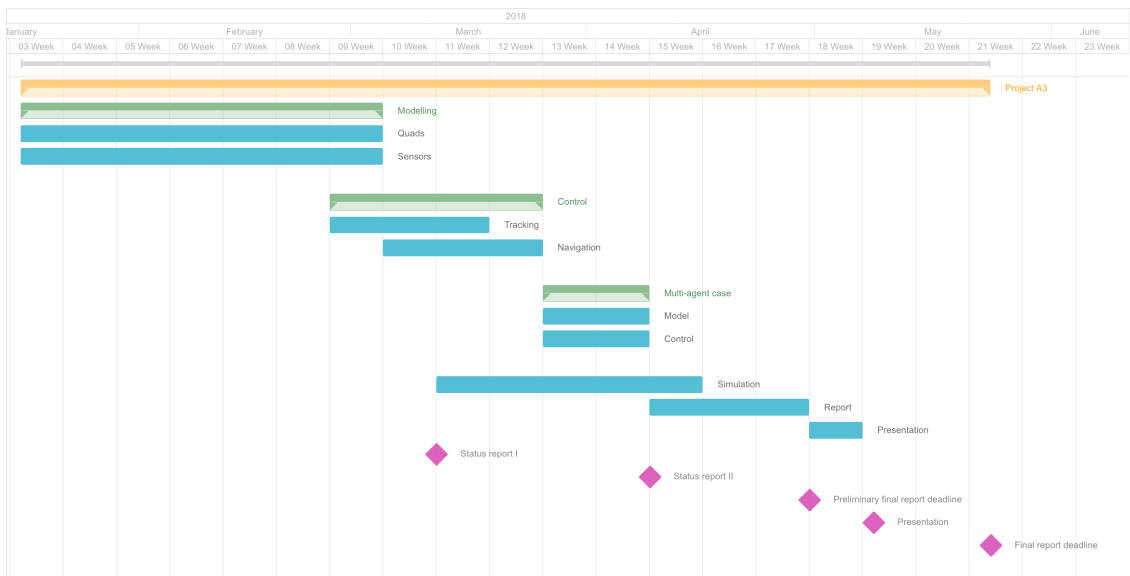 2018
January February March April May June
03 Week 04 Week 05 Week 06 Week 07 Week 08 Week 09 Week 10 Week 11 Week 12 Week 13 Week 14 Week 15 Week 16 Week 17 Week 18 Week 19 Week 20 Week 21 Week 22 Week 23 Week
Project A3
Modelling
Quads
Sensors
Control
Tracking
Navigation
Multi-agent case
Model
Control
Simulation
Report
Presentation
Status report I
Status report II
Preliminary final report deadline
Presentation
Final report deadline